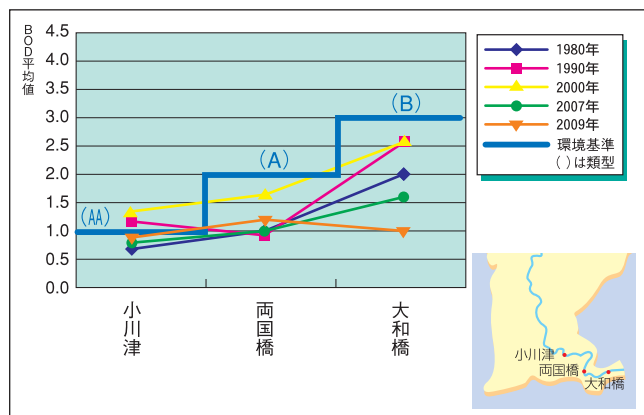 BOD平均値
4.5
4.0
3.5
3.0
2.5
2.0
1.5
1.0
0.5
0.0
(AA)
(A)
(B)
小川津
両国橋
大和橋
1980年
1990年
2000年
2007年
2009年
環境基準
( )は類型
小川津
両国橋
大和橋